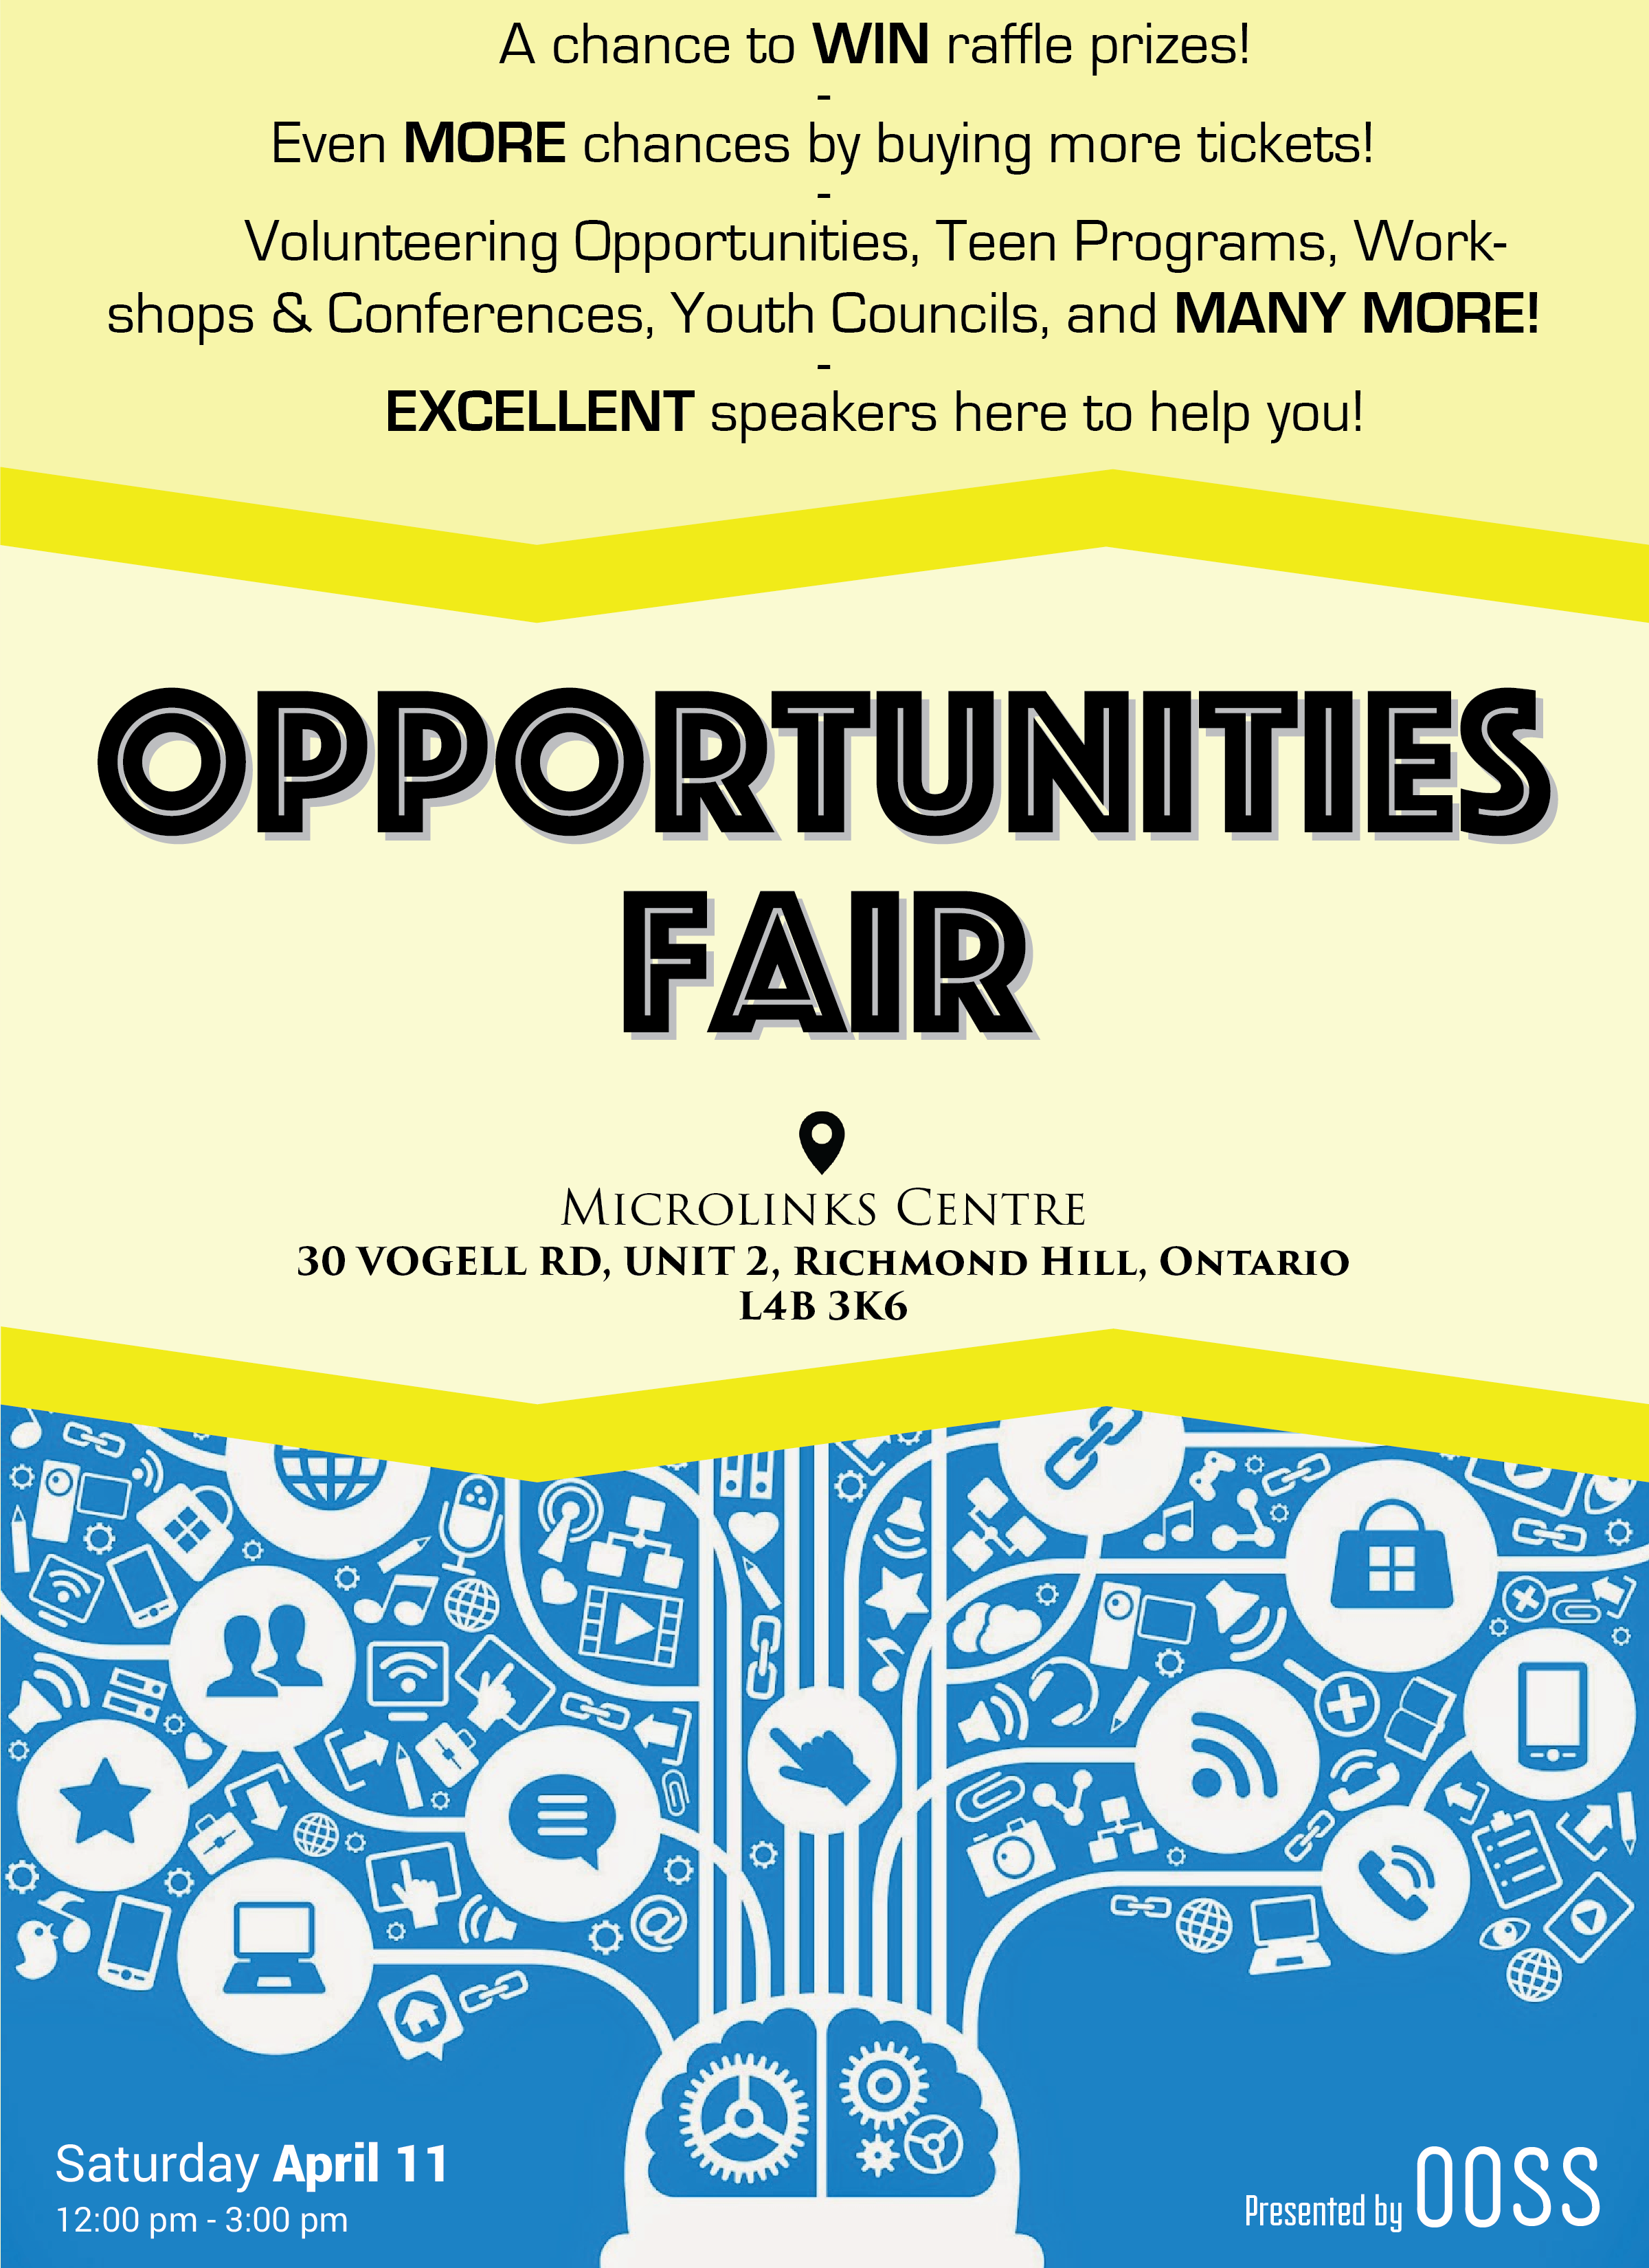 A chance to WIN raffle prizes!
-
Even MORE chances by buying more tickets!
-
Volunteering Opportunities, Teen Programs, Work-
shops & Conferences, Youth Councils, and MANY MORE!
-
EXCELLENT speakers here to help you!
OPPORTUNITIES
FAIR
Microlinks Centre
30 VOGELL RD, UNIT 2, Richmond Hill, Ontario
L4B 3K6
@
Saturday April 11
12:00 pm - 3:00 pm
Presented by OOSS